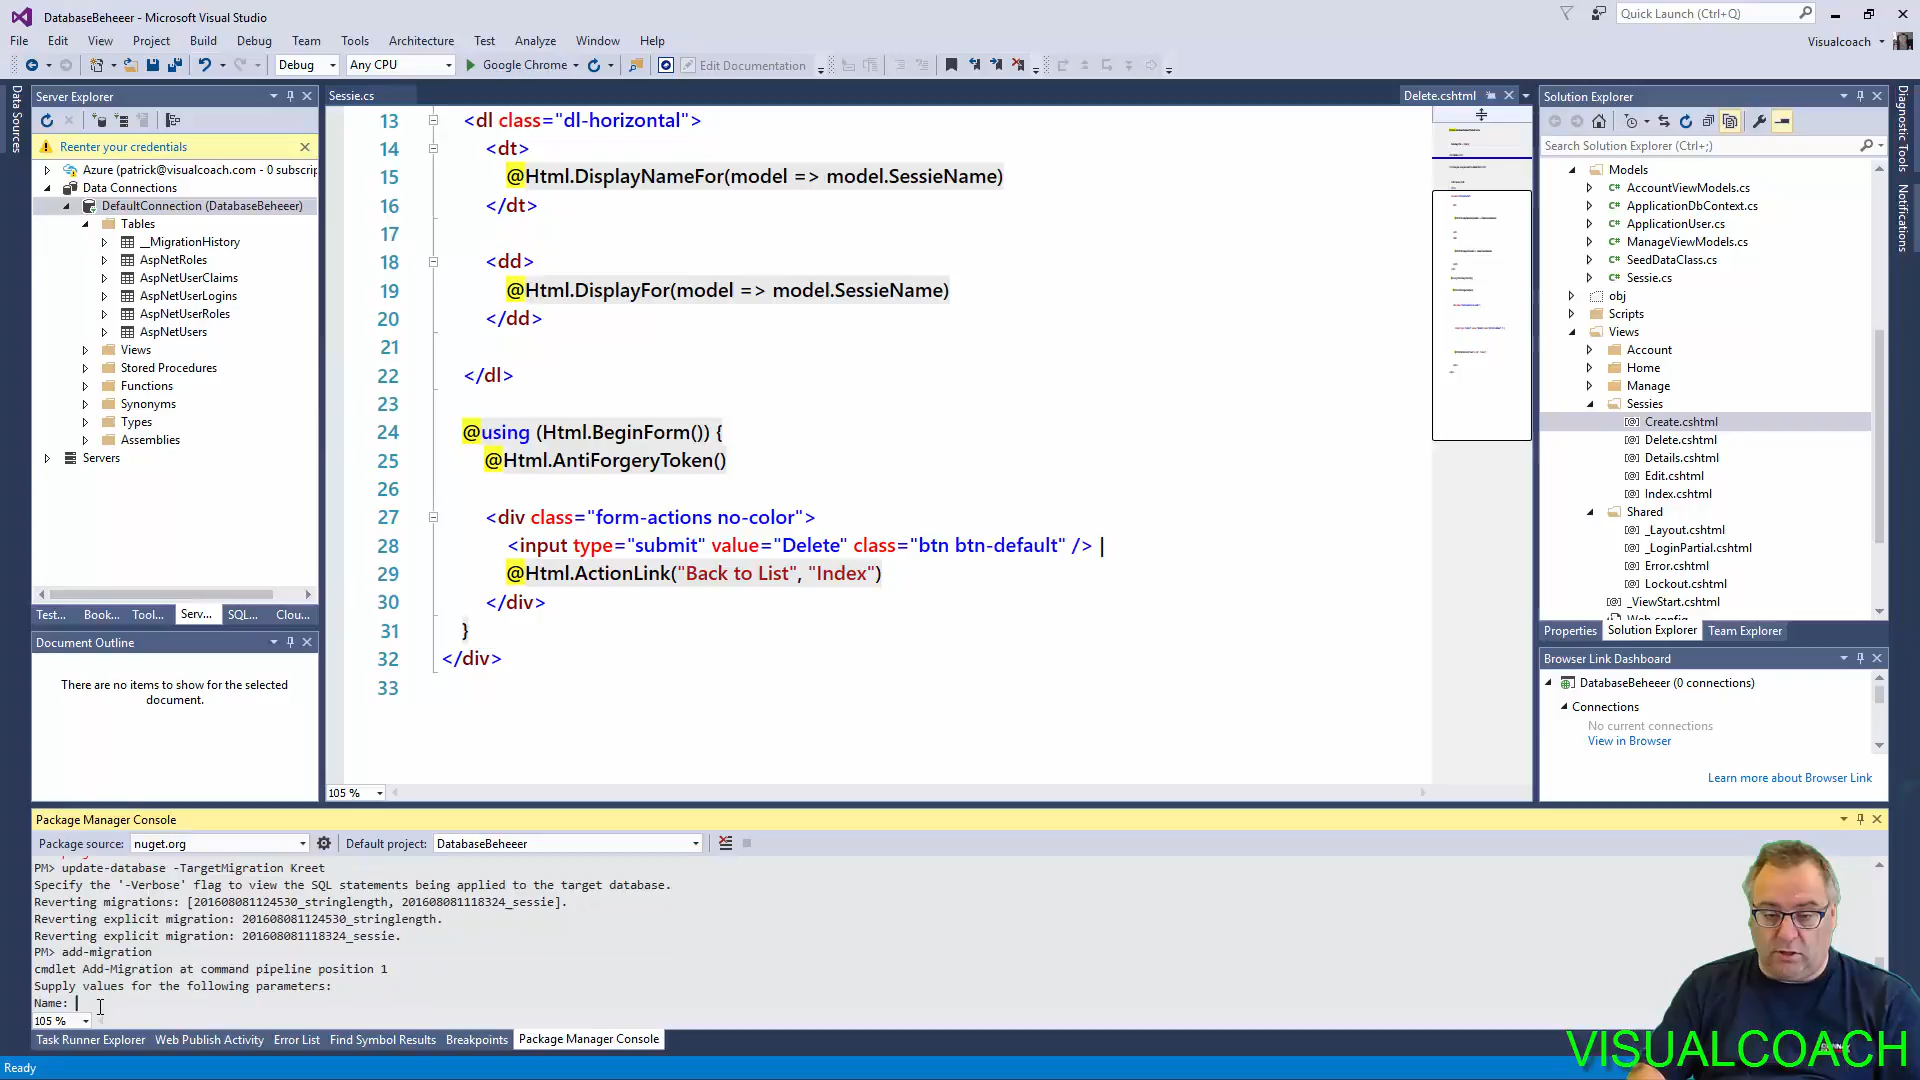 DatabaseBeheeer - Microsoft Visual Studio
Quick Launch (Ctrl+Q)
File Edit View Project Build Debug Team Tools Architecture Test Analyze Window Help
Visualcoach
Debug Any CPU Google Chrome Edit Documentation
Data Sources
Server Explorer
Reenter your credentials
Azure (patrick@visualcoach.com - 0 subscrip
Data Connections
DefaultConnection (DatabaseBeheeer)
Tables
__MigrationHistory
AspNetRoles
AspNetUserClaims
AspNetUserLogins
AspNetUserRoles
AspNetUsers
Views
Stored Procedures
Functions
Synonyms
Types
Assemblies
Servers
Test... Book... Tool... Serv... SQL... Clou...
Document Outline
There are no items to show for the selected
document.
Sessie.cs
Delete.cshtml
13 <dl class="dl-horizontal">
14 <dt>
15 @Html.DisplayNameFor(model => model.SessieName)
16 </dt>
17
18 <dd>
19 @Html.DisplayFor(model => model.SessieName)
20 </dd>
21
22 </dl>
23
24 @using (Html.BeginForm()) {
25 @Html.AntiForgeryToken()
26
27 <div class="form-actions no-color">
28 <input type="submit" value="Delete" class="btn btn-default" /> |
29 @Html.ActionLink("Back to List", "Index")
30 </div>
31 }
32 </div>
33
105 %
Solution Explorer
Search Solution Explorer (Ctrl+;)
Models
AccountViewModels.cs
ApplicationDbContext.cs
ApplicationUser.cs
ManageViewModels.cs
SeedDataClass.cs
Sessie.cs
obj
Scripts
Views
Account
Home
Manage
Sessies
Create.cshtml
Delete.cshtml
Details.cshtml
Edit.cshtml
Index.cshtml
Shared
_Layout.cshtml
_LoginPartial.cshtml
Error.cshtml
Lockout.cshtml
_ViewStart.cshtml
Web.config
Properties Solution Explorer Team Explorer
Browser Link Dashboard
DatabaseBeheeer (0 connections)
Connections
No current connections
View in Browser
Learn more about Browser Link
Diagnostic Tools
Notifications
Package Manager Console
Package source: nuget.org Default project: DatabaseBeheeer
PM> update-database -TargetMigration Kreet
Specify the '-Verbose' flag to view the SQL statements being applied to the target database.
Reverting migrations: [201608081124530_stringlength, 201608081118324_sessie].
Reverting explicit migration: 201608081124530_stringlength.
Reverting explicit migration: 201608081118324_sessie.
PM> add-migration
cmdlet Add-Migration at command pipeline position 1
Supply values for the following parameters:
Name:
105 %
Task Runner Explorer Web Publish Activity Error List Find Symbol Results Breakpoints Package Manager Console
Ready
VISUALCOACH